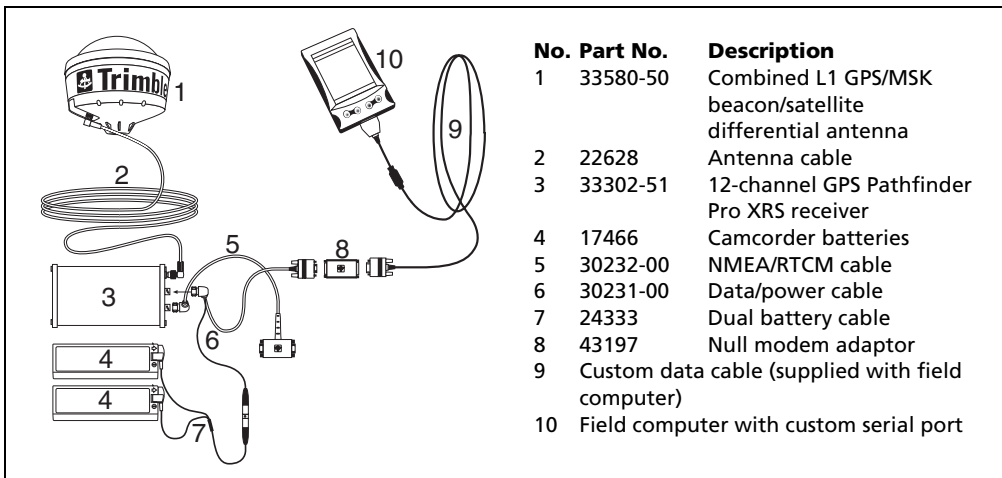 Trimble
1
2
3
4
4
5
6
7
8
9
10
No. Part No. Description
1 33580-50 Combined L1 GPS/MSK
beacon/satellite
differential antenna
2 22628 Antenna cable
3 33302-51 12-channel GPS Pathfinder
Pro XRS receiver
4 17466 Camcorder batteries
5 30232-00 NMEA/RTCM cable
6 30231-00 Data/power cable
7 24333 Dual battery cable
8 43197 Null modem adaptor
9 Custom data cable (supplied with field
computer)
10 Field computer with custom serial port